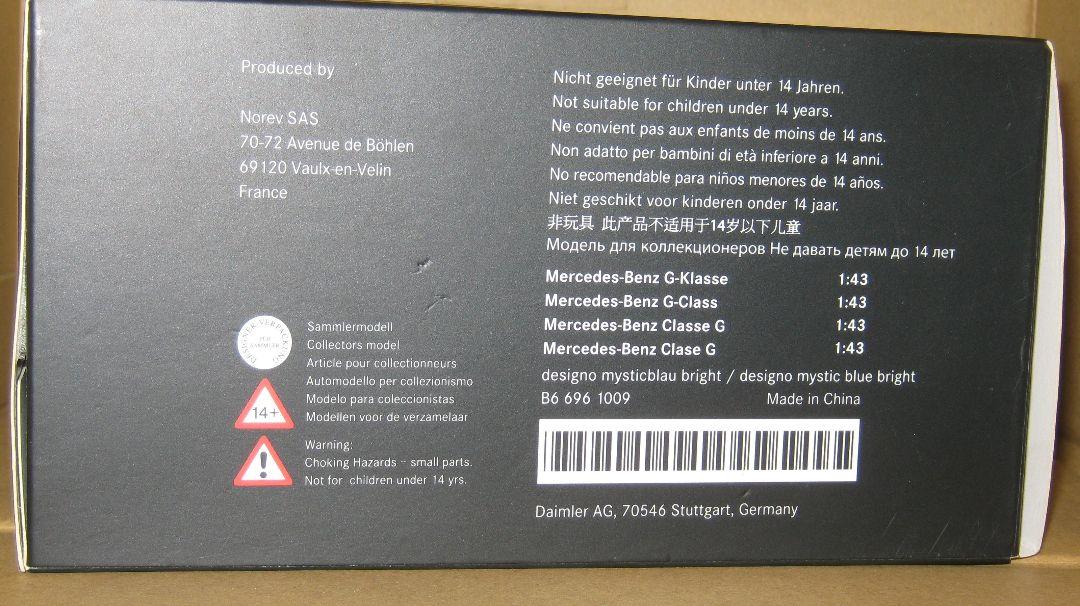 Produced by
Norev SAS
70-72 Avenue de Böhlen
69120 Vaulx-en-Velin
France
Nicht geeignet für Kinder unter 14 Jahren.
Not suitable for children under 14 years.
Ne convient pas aux enfants de moins de 14 ans.
Non adatto per bambini di età inferiore a 14 anni.
No recomendable para niños menores de 14 años.
Niet geschikt voor kinderen onder 14 jaar.
非玩具 此产品不适用于14岁以下儿童
Модель для коллекционеров Не давать детям до 14 лет
Mercedes-Benz G-Klasse 1:43
Mercedes-Benz G-Class 1:43
Mercedes-Benz Classe G 1:43
Mercedes-Benz Clase G 1:43
designo mysticblau bright / designo mystic blue bright
B6 696 1009 Made in China
Daimler AG, 70546 Stuttgart, Germany
DESIGNER-VERPACKUNG
FÜR
SAMMLER
Sammlermodell
Collectors model
Article pour collectionneurs
Automodello per collezionismo
Modelo para coleccionistas
Modellen voor de verzamelaar
14+
Warning:
Choking Hazards - small parts.
Not for children under 14 yrs.